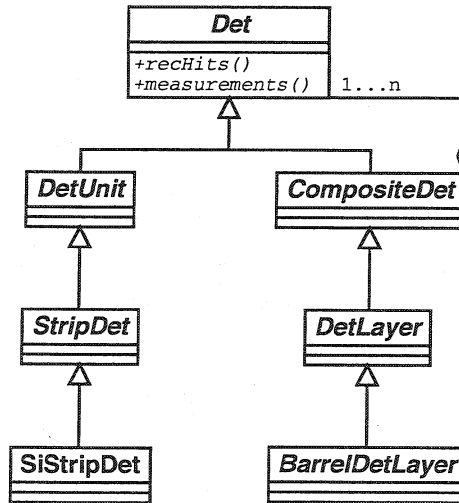 Det
+recHits()
+measurements()
1...n
DetUnit
CompositeDet
StripDet
DetLayer
SiStripDet
BarrelDetLayer